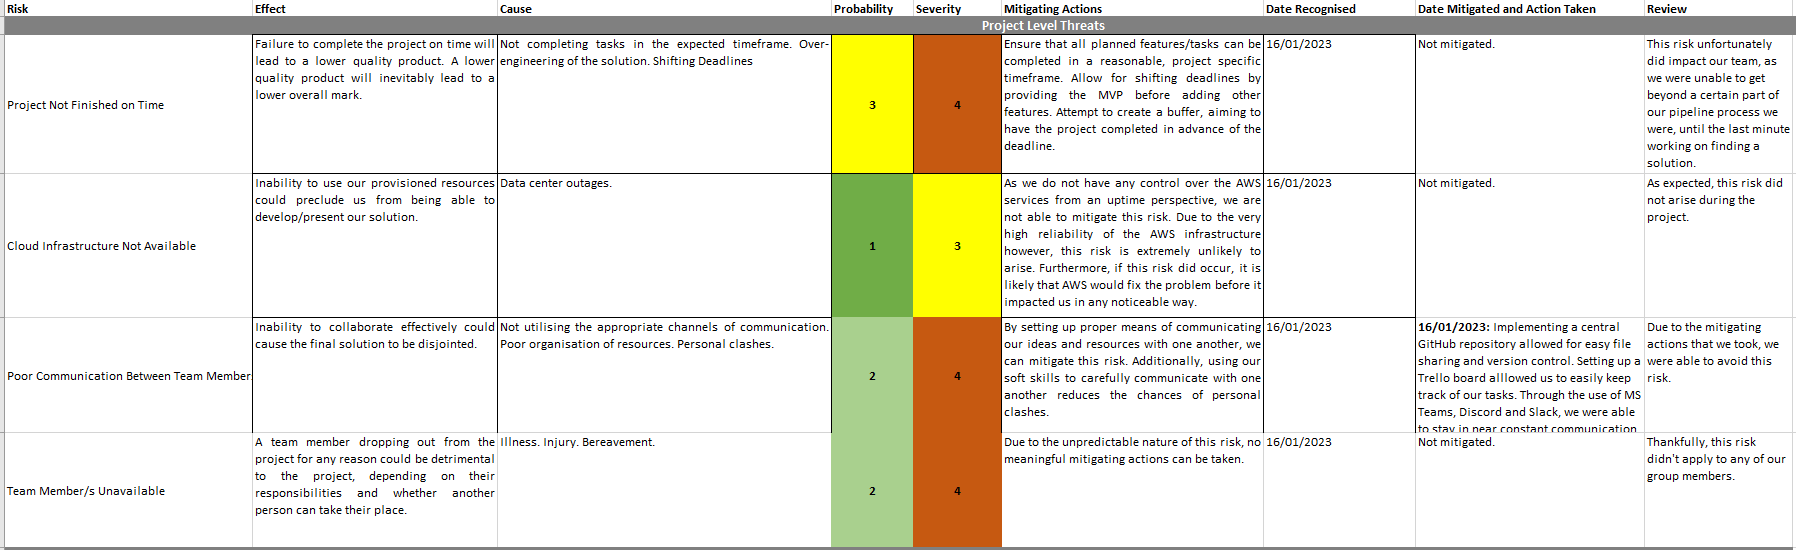 Risk Effect Cause Probability Severity Mitigating Actions Date Recognised Date Mitigated and Action Taken Review
Project Level Threats
Project Not Finished on Time
Failure to complete the project on time will
lead to a lower quality product. A lower
quality product will inevitably lead to a
lower overall mark.
Not completing tasks in the expected timeframe. Over-
engineering of the solution. Shifting Deadlines
3
4
Ensure that all planned features/tasks can be
completed in a reasonable, project specific
timeframe. Allow for shifting deadlines by
providing the MVP before adding other
features. Attempt to create a buffer, aiming to
have the project completed in advance of the
deadline.
16/01/2023
Not mitigated.
This risk unfortunately
did impact our team, as
we were unable to get
beyond a certain part of
our pipeline process we
were, until the last minute
working on finding a
solution.
Cloud Infrastructure Not Available
Inability to use our provisioned resources
could preclude us from being able to
develop/present our solution.
Data center outages.
1
3
As we do not have any control over the AWS
services from an uptime perspective, we are
not able to mitigate this risk. Due to the very
high reliability of the AWS infrastructure
however, this risk is extremely unlikely to
arise. Furthermore, if this risk did occur, it is
likely that AWS would fix the problem before it
impacted us in any noticeable way.
16/01/2023
Not mitigated.
As expected, this risk did
not arise during the
project.
Poor Communication Between Team Member
Inability to collaborate effectively could
cause the final solution to be disjointed.
Not utilising the appropriate channels of communication.
Poor organisation of resources. Personal clashes.
2
4
By setting up proper means of communicating
our ideas and resources with one another, we
can mitigate this risk. Additionally, using our
soft skills to carefully communicate with one
another reduces the chances of personal
clashes.
16/01/2023
16/01/2023: Implementing a central
GitHub repository allowed for easy file
sharing and version control. Setting up a
Trello board alllowed us to easily keep
track of our tasks. Through the use of MS
Teams, Discord and Slack, we were able
to stay in near constant communication
Due to the mitigating
actions that we took, we
were able to avoid this
risk.
Team Member/s Unavailable
A team member dropping out from the
project for any reason could be detrimental
to the project, depending on their
responsibilities and whether another
person can take their place.
Illness. Injury. Bereavement.
2
4
Due to the unpredictable nature of this risk, no
meaningful mitigating actions can be taken.
16/01/2023
Not mitigated.
Thankfully, this risk
didn't apply to any of our
group members.